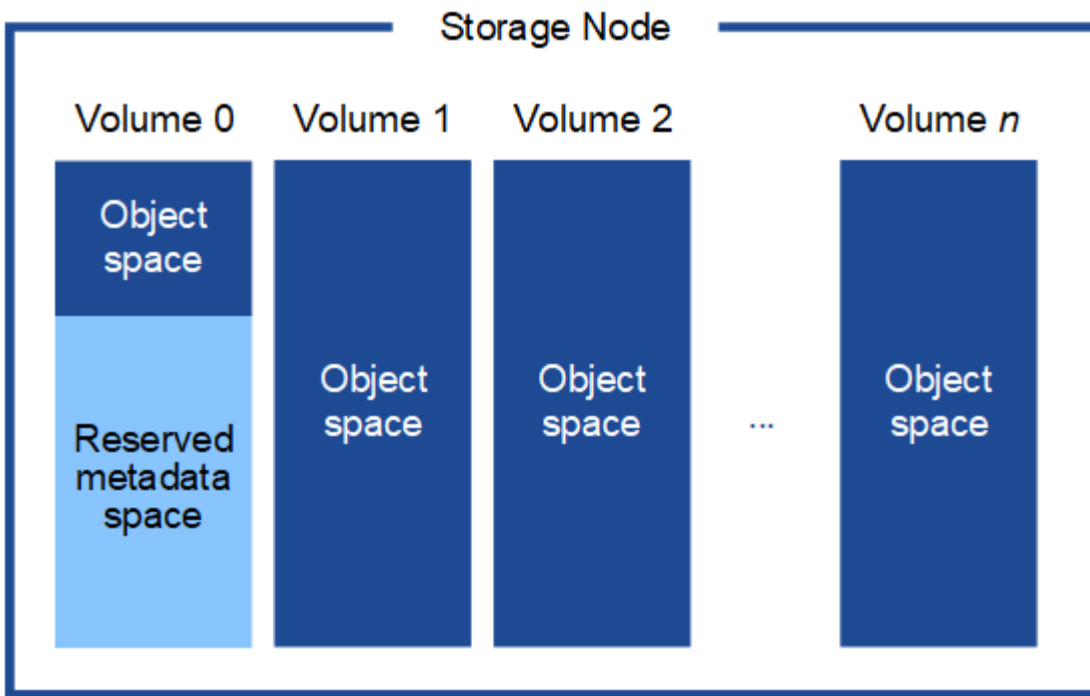 Storage Node
Volume 0
Volume 1
Volume 2
Volume n
Object
space
Reserved
metadata
space
Object
space
Object
space
...
Object
space